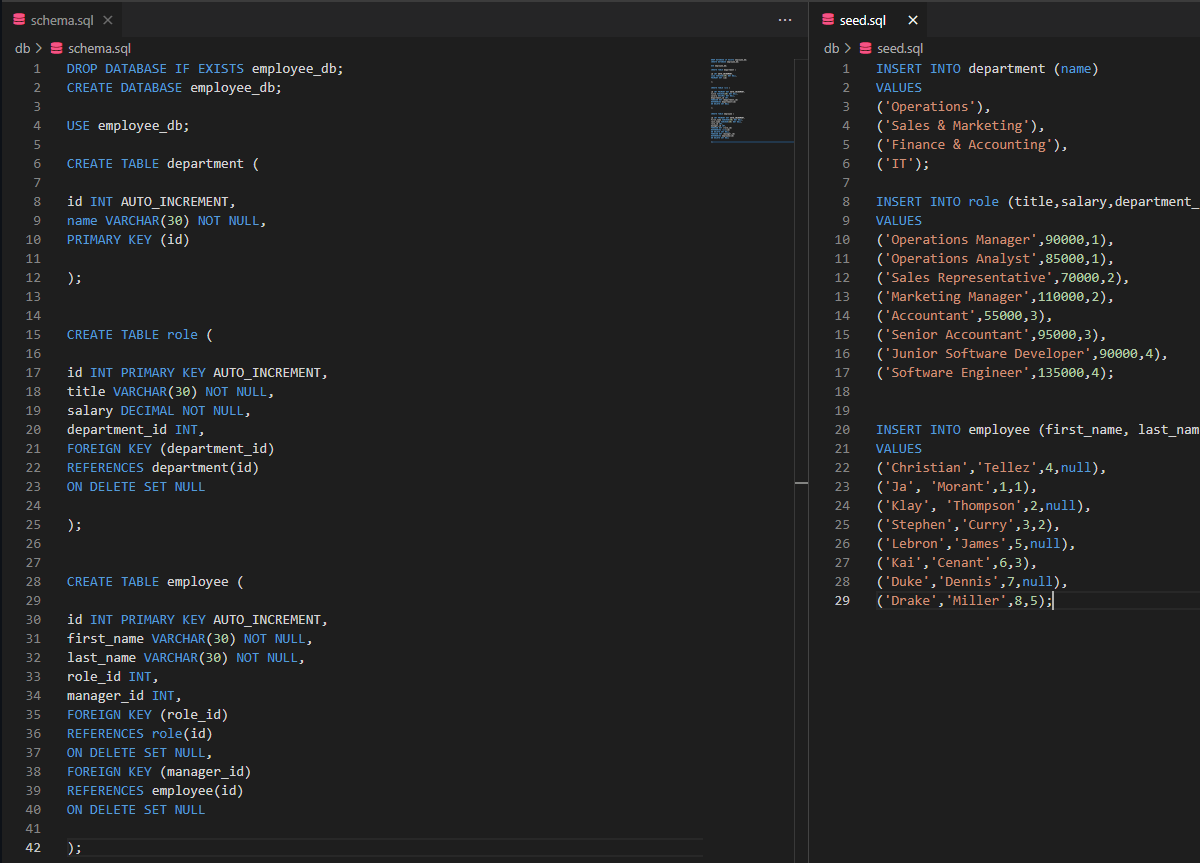 schema.sql
db > schema.sql
1 DROP DATABASE IF EXISTS employee_db;
2 CREATE DATABASE employee_db;
3
4 USE employee_db;
5
6 CREATE TABLE department (
7
8 id INT AUTO_INCREMENT,
9 name VARCHAR(30) NOT NULL,
10 PRIMARY KEY (id)
11
12 );
13
14
15 CREATE TABLE role (
16
17 id INT PRIMARY KEY AUTO_INCREMENT,
18 title VARCHAR(30) NOT NULL,
19 salary DECIMAL NOT NULL,
20 department_id INT,
21 FOREIGN KEY (department_id)
22 REFERENCES department(id)
23 ON DELETE SET NULL
24
25 );
26
27
28 CREATE TABLE employee (
29
30 id INT PRIMARY KEY AUTO_INCREMENT,
31 first_name VARCHAR(30) NOT NULL,
32 last_name VARCHAR(30) NOT NULL,
33 role_id INT,
34 manager_id INT,
35 FOREIGN KEY (role_id)
36 REFERENCES role(id)
37 ON DELETE SET NULL,
38 FOREIGN KEY (manager_id)
39 REFERENCES employee(id)
40 ON DELETE SET NULL
41
42 );
seed.sql
db > seed.sql
1 INSERT INTO department (name)
2 VALUES
3 ('Operations'),
4 ('Sales & Marketing'),
5 ('Finance & Accounting'),
6 ('IT');
7
8 INSERT INTO role (title,salary,department_
9 VALUES
10 ('Operations Manager',90000,1),
11 ('Operations Analyst',85000,1),
12 ('Sales Representative',70000,2),
13 ('Marketing Manager',110000,2),
14 ('Accountant',55000,3),
15 ('Senior Accountant',95000,3),
16 ('Junior Software Developer',90000,4),
17 ('Software Engineer',135000,4);
18
19
20 INSERT INTO employee (first_name, last_nam
21 VALUES
22 ('Christian','Tellez',4,null),
23 ('Ja', 'Morant',1,1),
24 ('Klay', 'Thompson',2,null),
25 ('Stephen','Curry',3,2),
26 ('Lebron','James',5,null),
27 ('Kai','Cenant',6,3),
28 ('Duke','Dennis',7,null),
29 ('Drake','Miller',8,5);